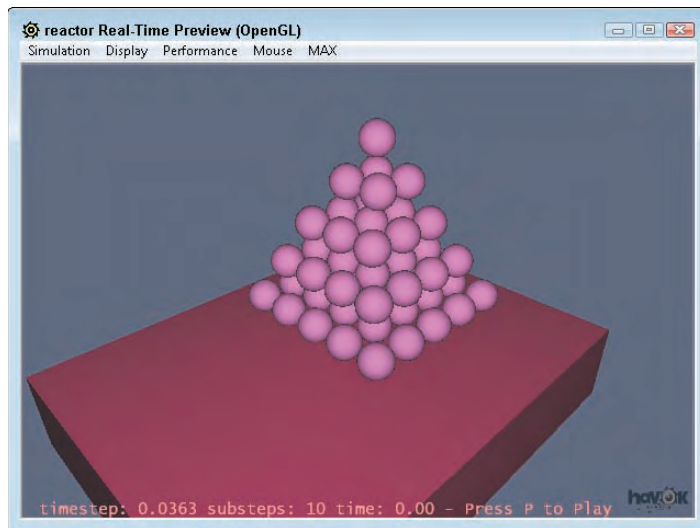 reactor Real-Time Preview (OpenGL)
Simulation Display Performance Mouse MAX
havok
timestep: 0.0363 substeps: 10 time: 0.00 - Press P to Play